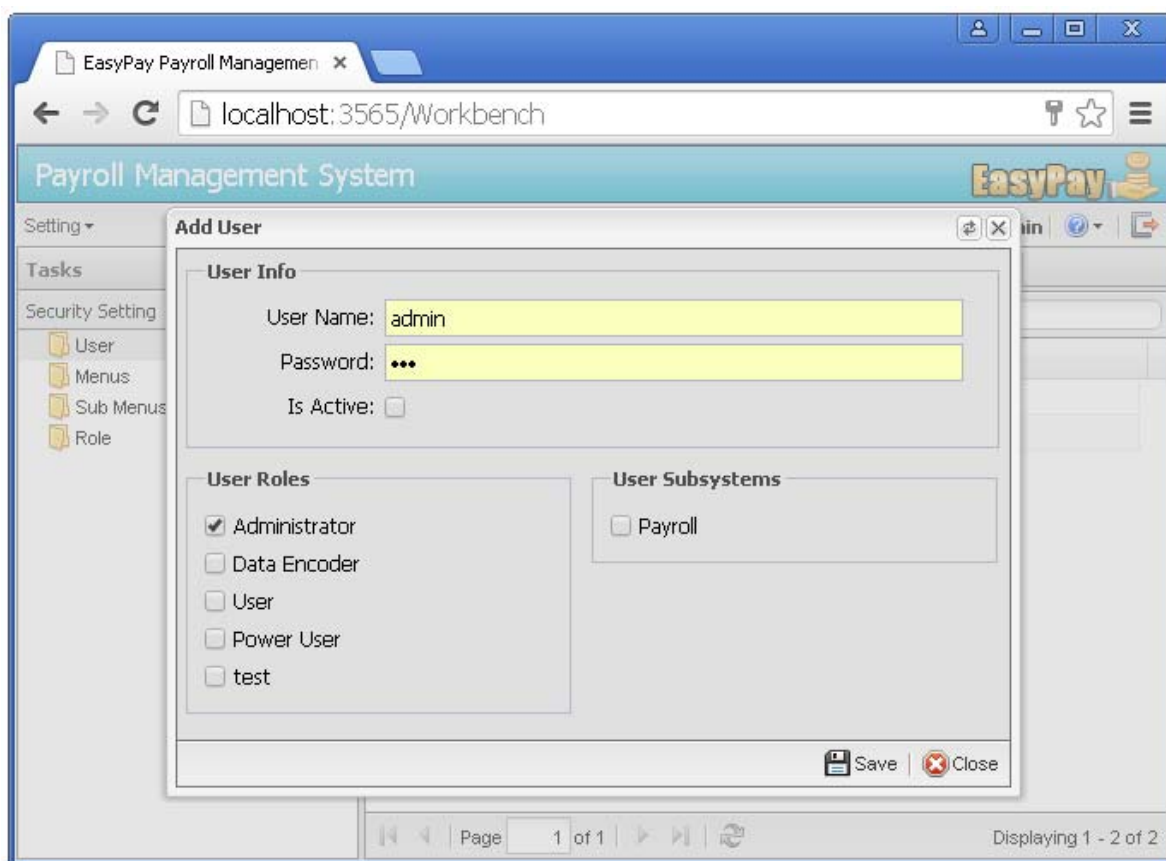 EasyPay Payroll Managemen
localhost:3565/Workbench
Payroll Management System
EasyPay
Setting
Add User
in
Tasks
User Info
Security Setting
User Name: admin
User
Password: •••
Menus
Is Active:
Sub Menus
Role
User Roles
User Subsystems
Administrator
Payroll
Data Encoder
User
Power User
test
Save
Close
Page 1 of 1
Displaying 1 - 2 of 2